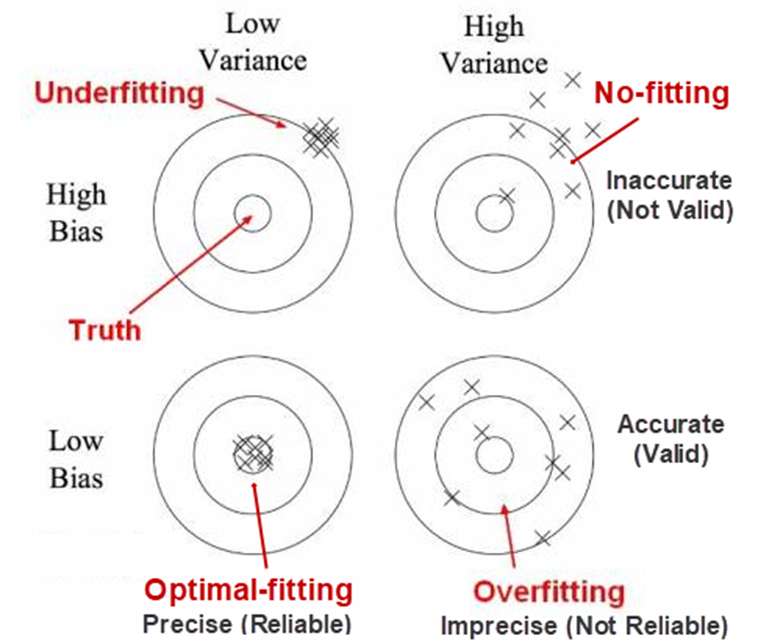 Low
Variance
High
Variance
Underfitting
No-fitting
High
Bias
Inaccurate
(Not Valid)
Truth
Low
Bias
Accurate
(Valid)
Optimal-fitting
Precise (Reliable)
Overfitting
Imprecise (Not Reliable)